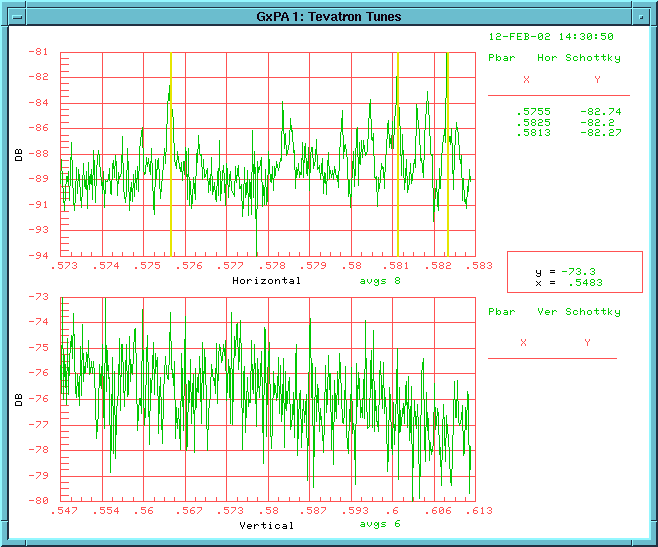 GxPA 1: Tevatron Tunes
12-FEB-02 14:30:50
Pbar Hor Schottky
X Y
.5755 -82.74
.5825 -82.2
.5813 -82.27
-81
-82
-84
-86
-88
-89
-91
-94
DB
.573 .574 .575 .576 .577 .578 .579 .58 .581 .582 .583
Horizontal avgs 8
y = -73.3
x = .5483
Pbar Ver Schottky
X Y
-73
-74
-75
-76
-76
-78
-79
-80
DB
.547 .554 .56 .567 .573 .58 .587 .593 .6 .606 .613
Vertical avgs 6